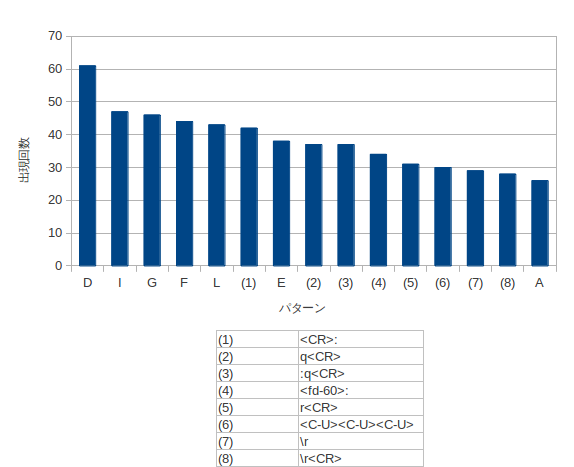 70
60
50
40
30
20
10
0
出現回数
D I G F L (1) E (2) (3) (4) (5) (6) (7) (8) A
パターン
(1) <CR>:
(2) q<CR>
(3) :q<CR>
(4) <fd-60>:
(5) r<CR>
(6) <C-U><C-U><C-U>
(7) \r
(8) \r<CR>